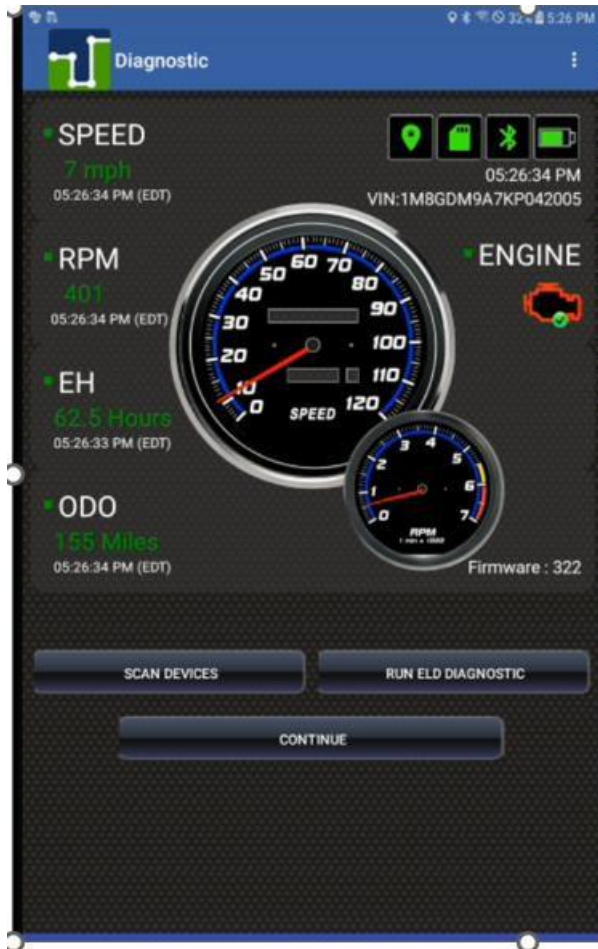 32% 5:26 PM
Diagnostic
SPEED
7 mph
05:26:34 PM (EDT)
05:26:34 PM
VIN:1M8GDM9A7KP042005
RPM
401
05:26:34 PM (EDT)
ENGINE
EH
62.5 Hours
05:26:33 PM (EDT)
ODO
155 Miles
05:26:34 PM (EDT)
0 10 20 30 40 50 60 70 80 90 100 110 120
SPEED
0 1 2 3 4 5 6 7
RPM
Firmware : 322
SCAN DEVICES
RUN ELD DIAGNOSTIC
CONTINUE